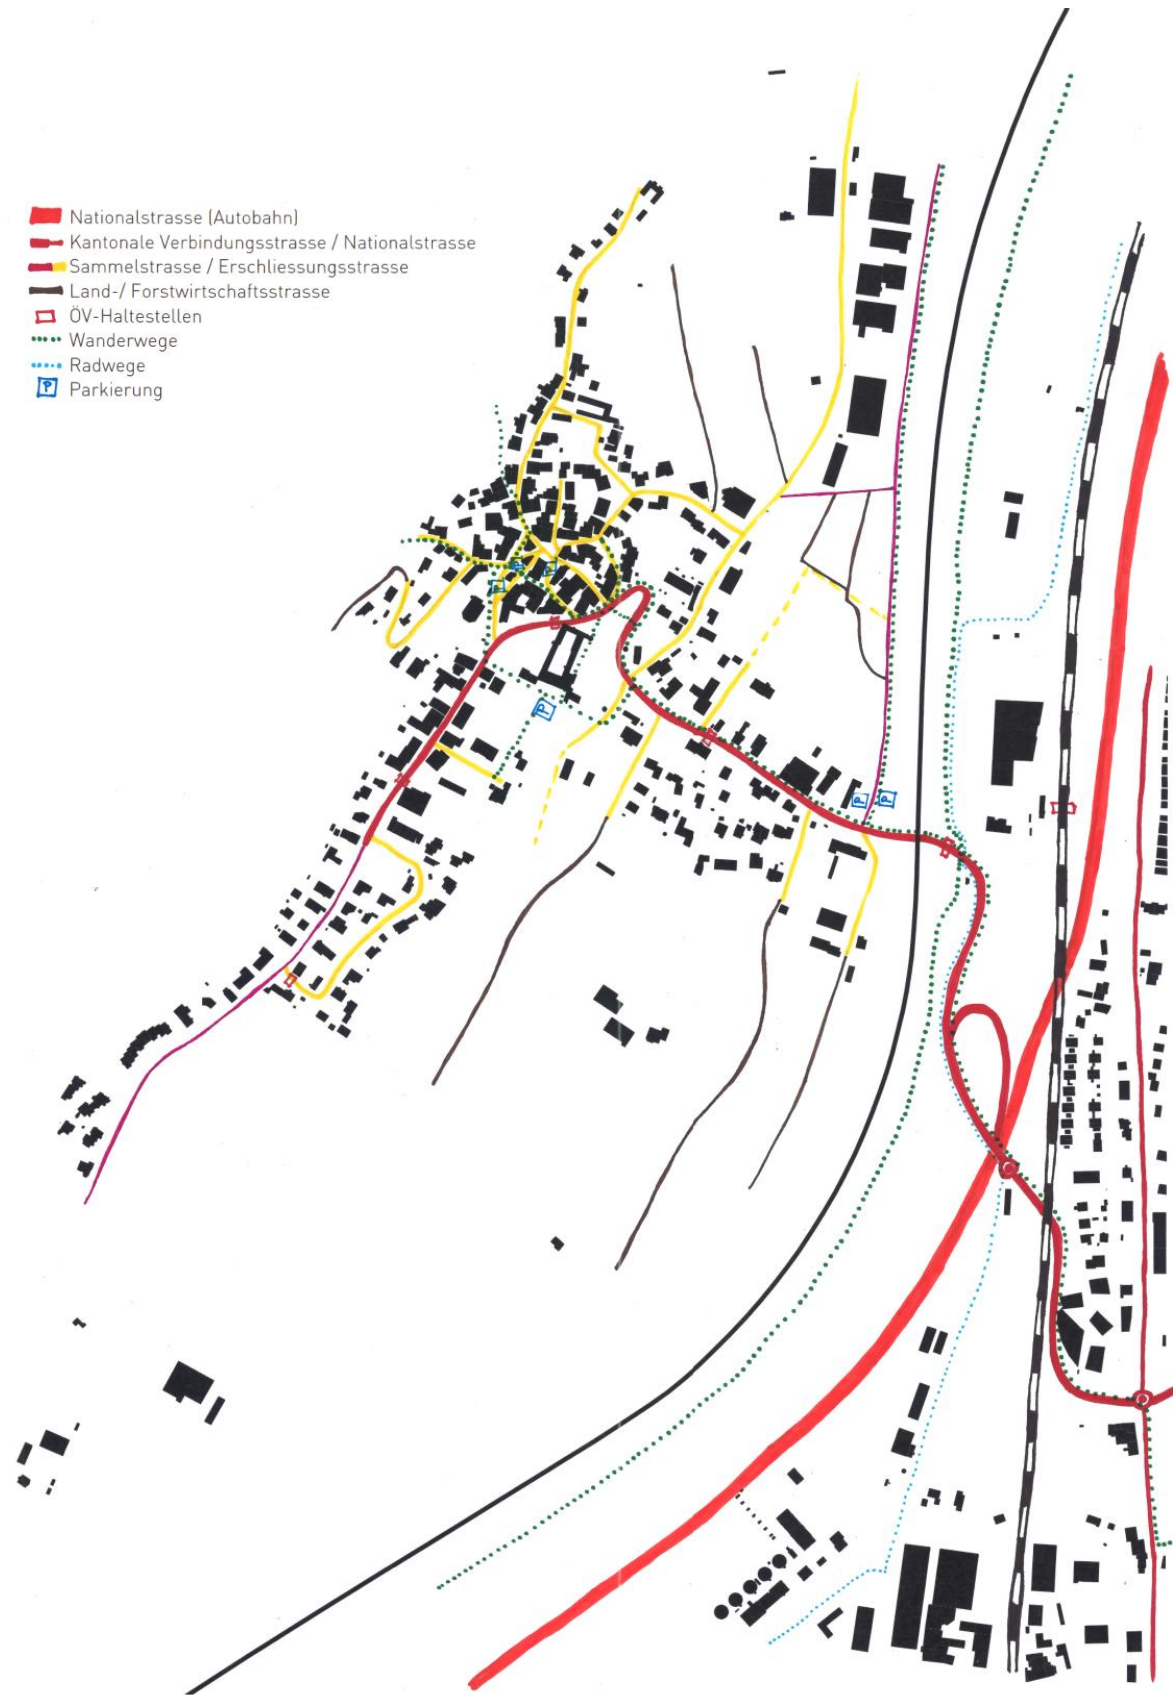 Nationalstrasse (Autobahn)
Kantonale Verbindungsstrasse / Nationalstrasse
Sammelstrasse / Erschliessungsstrasse
Land-/ Forstwirtschaftsstrasse
ÖV-Haltestellen
Wanderwege
Radwege
P Parkierung
P
P
P
P
P
P